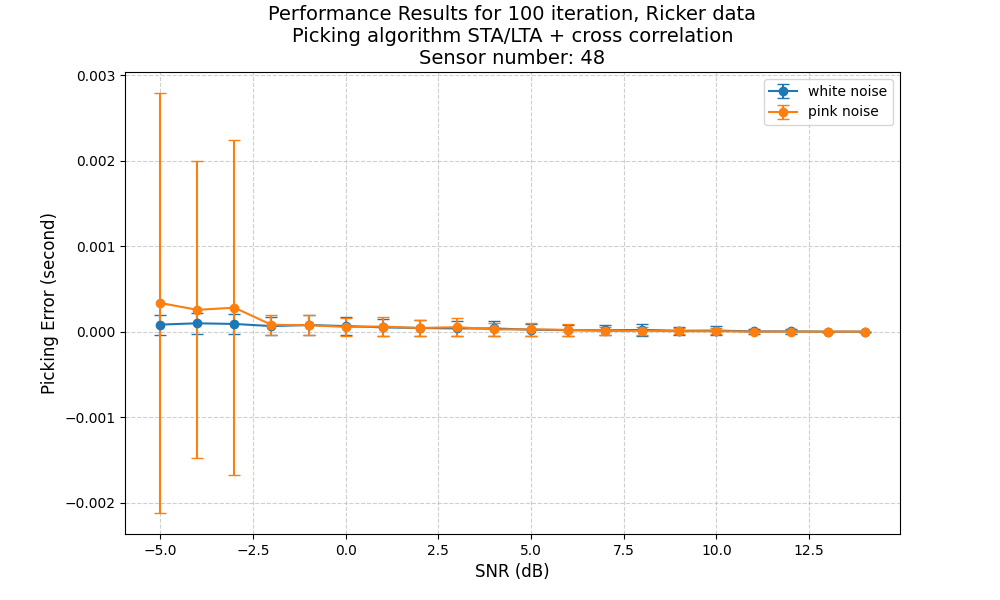 Performance Results for 100 iteration, Ricker data
Picking algorithm STA/LTA + cross correlation
Sensor number: 48
white noise
pink noise
Picking Error (second)
0.003
0.002
0.001
0.000
−0.001
−0.002
−5.0 −2.5 0.0 2.5 5.0 7.5 10.0 12.5
SNR (dB)